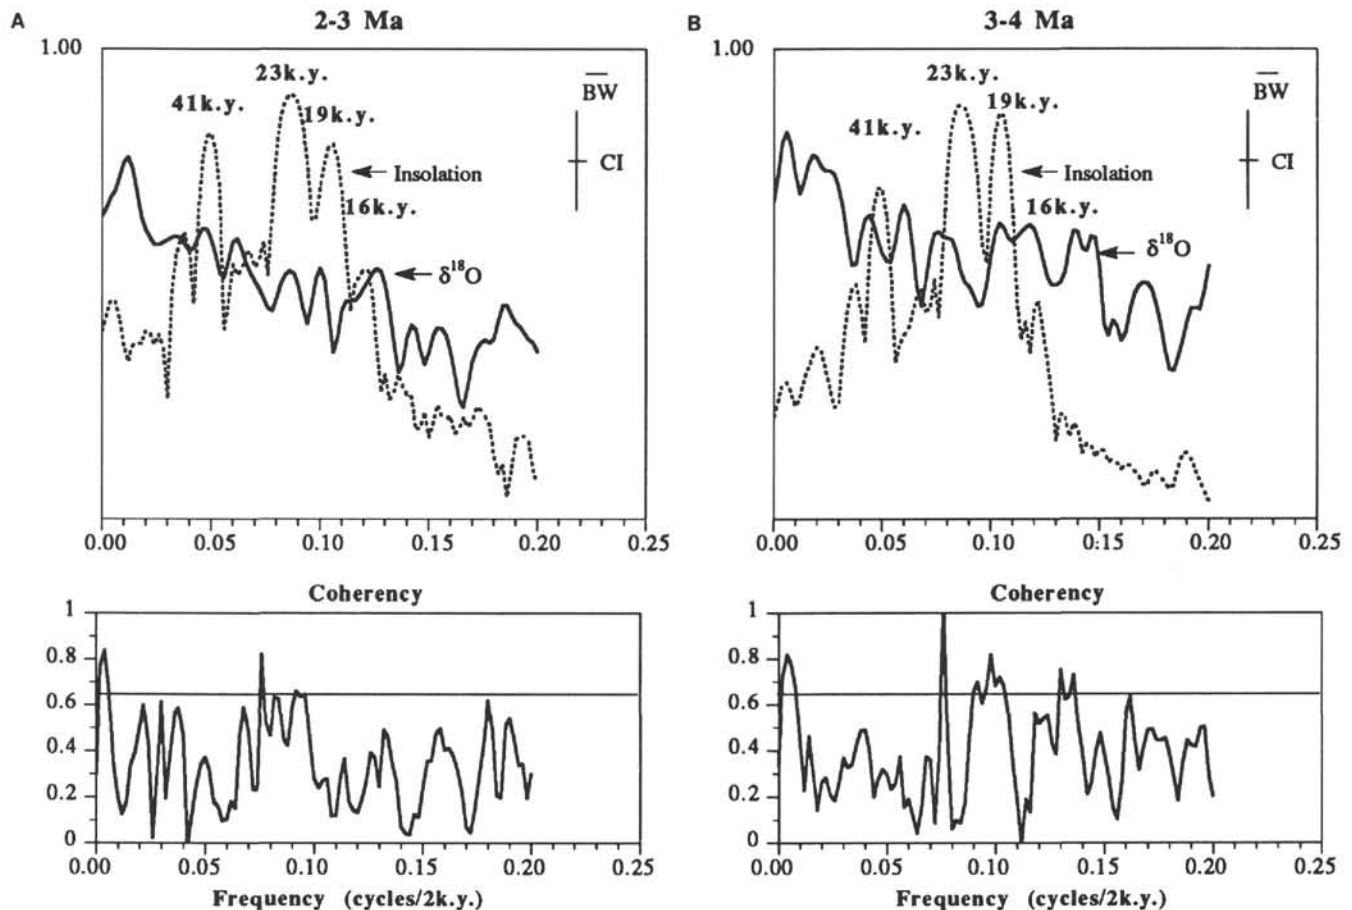 A
2-3 Ma
1.00
23k.y.
41k.y.
19k.y.
BW
CI
Insolation
16k.y.
δ18O
0.00 0.05 0.10 0.15 0.20 0.25
B
3-4 Ma
1.00
23k.y.
41k.y.
19k.y.
BW
CI
Insolation
16k.y.
δ18O
0.00 0.05 0.10 0:15 0.20 0.25
Coherency
1
0.8
0.6
0.4
0.2
0
0.00 0.05 0.10 0.15 0.20 0.25
Frequency (cycles/2k.y.)
Coherency
1
0.8
0.6
0.4
0.2
0
0.00 0.05 0.10 0.15 0.20 0.25
Frequency (cycles/2k.y.)